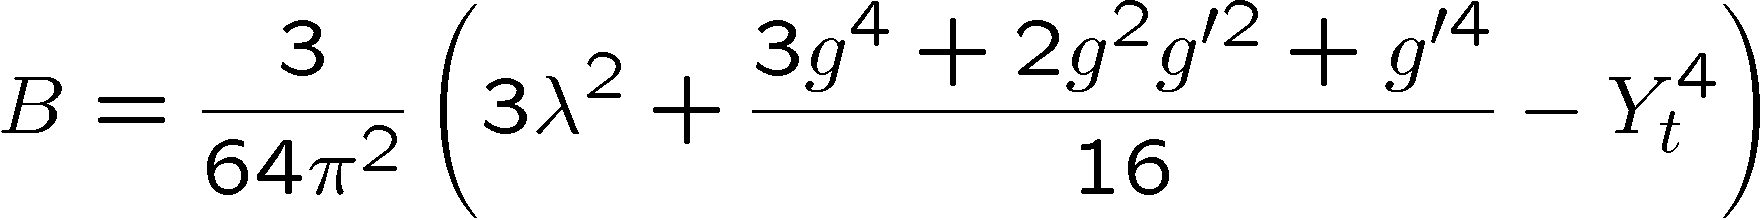 B = \frac{3}{64\pi^2} \left( 3\lambda^2 + \frac{3g^4 + 2g^2g'^2 + g'^4}{16} - Y_t^4 \right)